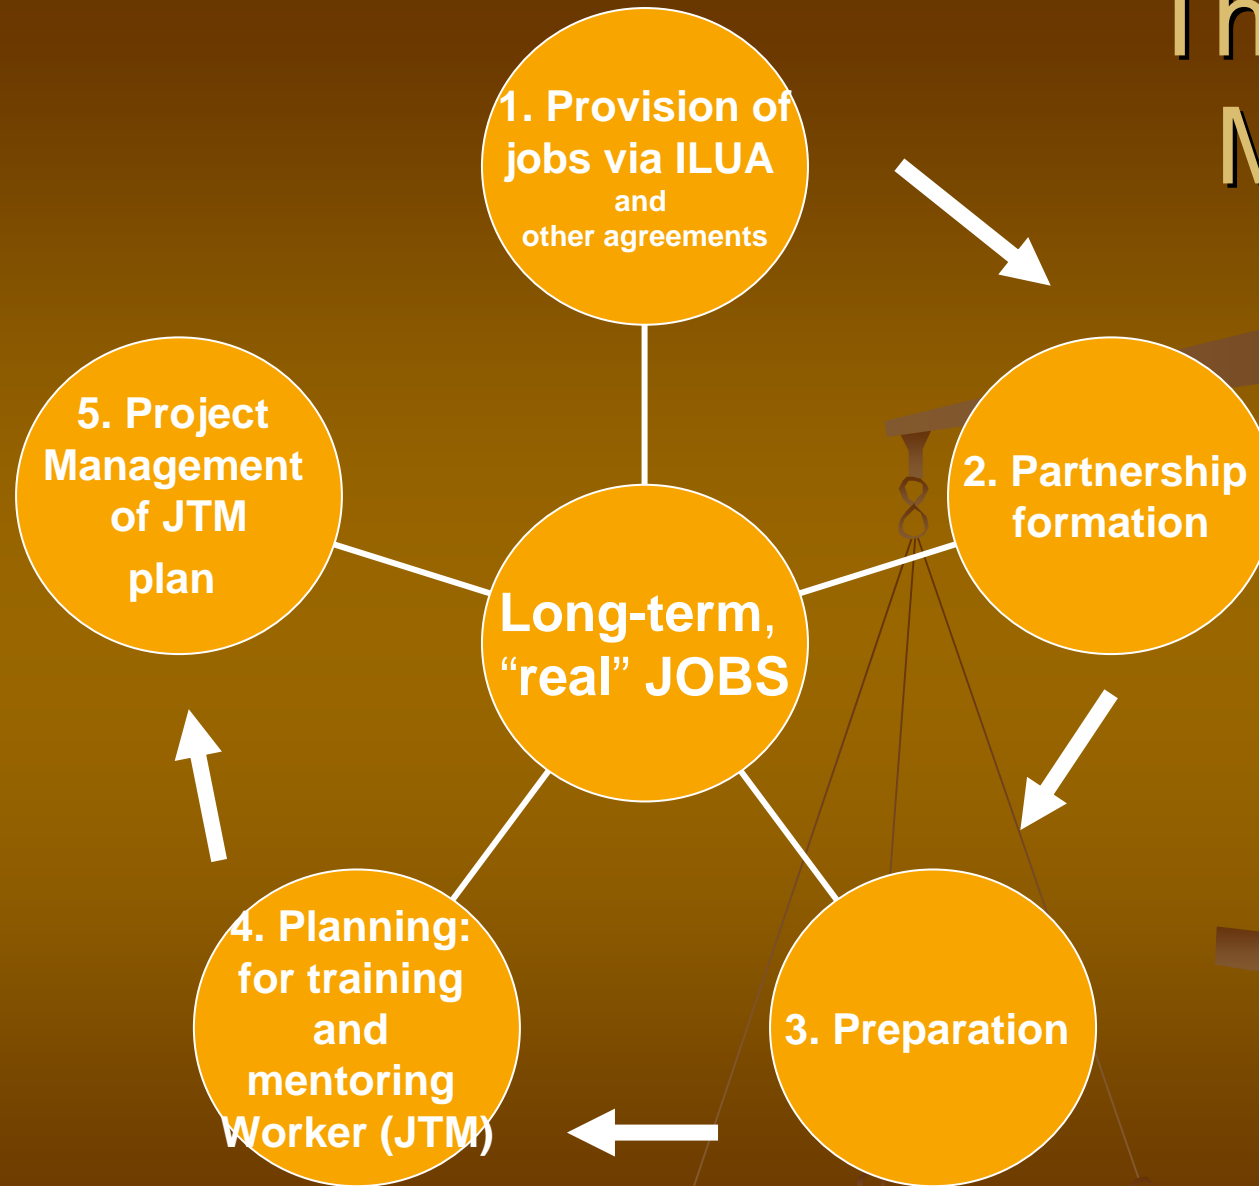 Th
M
1. Provision of
jobs via ILUA
and
other agreements
2. Partnership
formation
3. Preparation
4. Planning:
for training
and
mentoring
Worker (JTM)
5. Project
Management
of JTM
plan
Long-term,
“real” JOBS